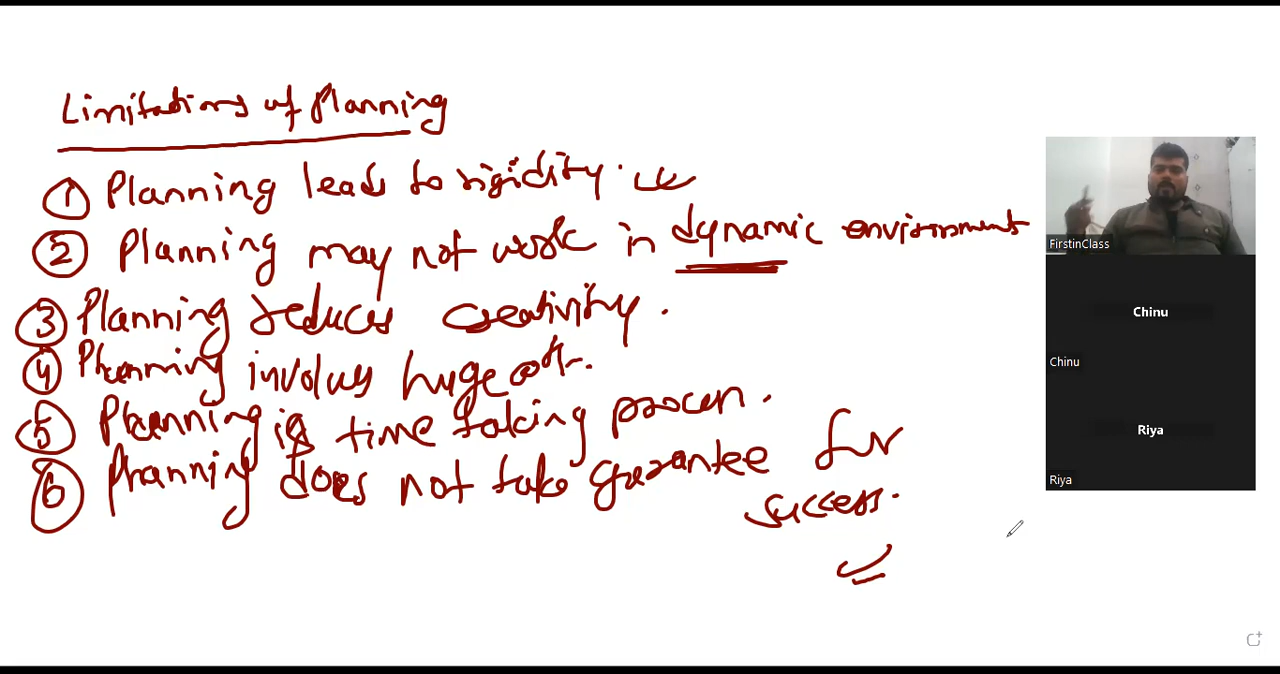 Limitations of Planning
① Planning leads to rigidity.
② Planning may not work in dynamic environment
③ Planning reduces creativity.
④ Planning involves huge
⑤ Planning is time taking process.
⑥ Planning does not take guarantee for
success.
FirstinClass
Chinu
Chinu
Riya
Riya